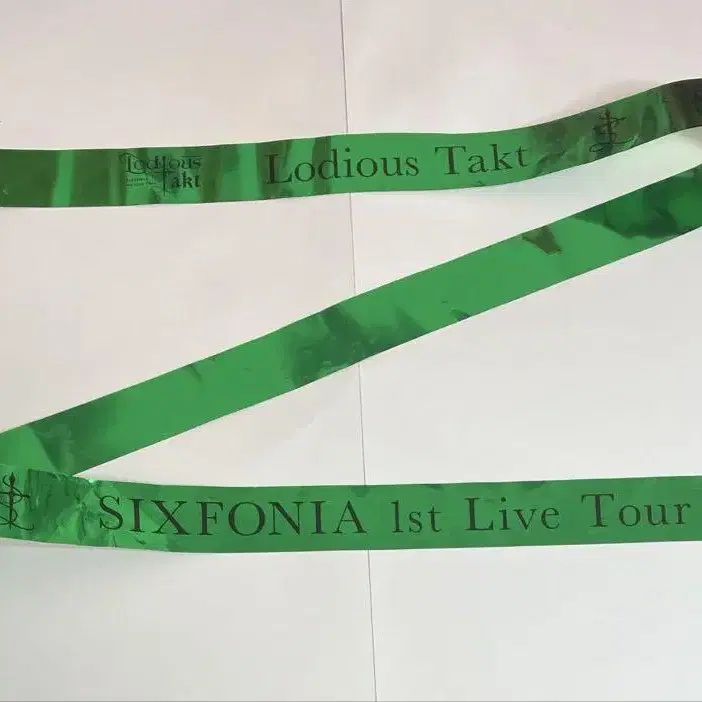 Lodious
Takt
Lodious Takt
SIXFONIA 1st Live Tour